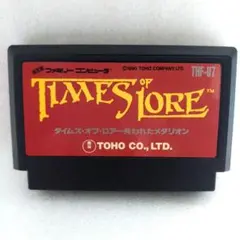 ファミリーコンピュータ
©1990 TOHO COMPANY LTD.
THF-U7
TIMES OF LORE™
タイムズ・オブ・ロアー失われたメダリオン
TOHO CO., LTD.